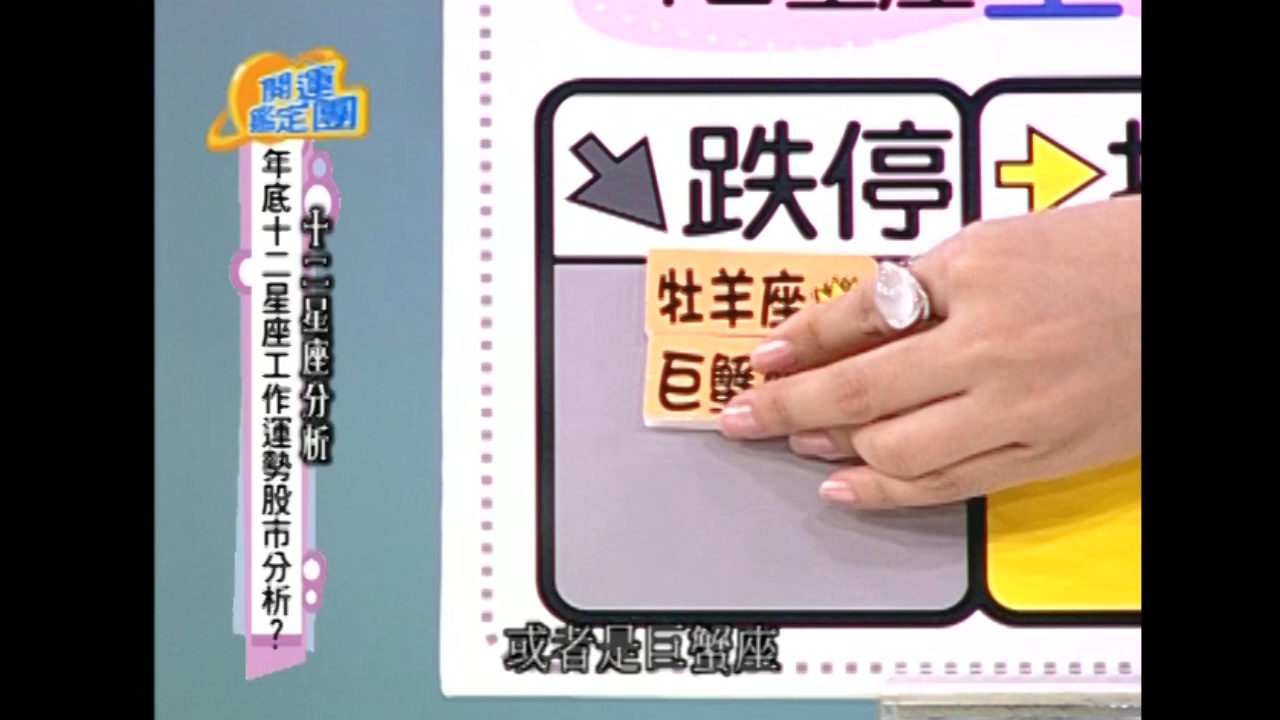 開運
鑑定團
十二星座分析
年底十二星座工作運勢股市分析?
跌停
牡羊座
巨蟹
或者是巨蟹座